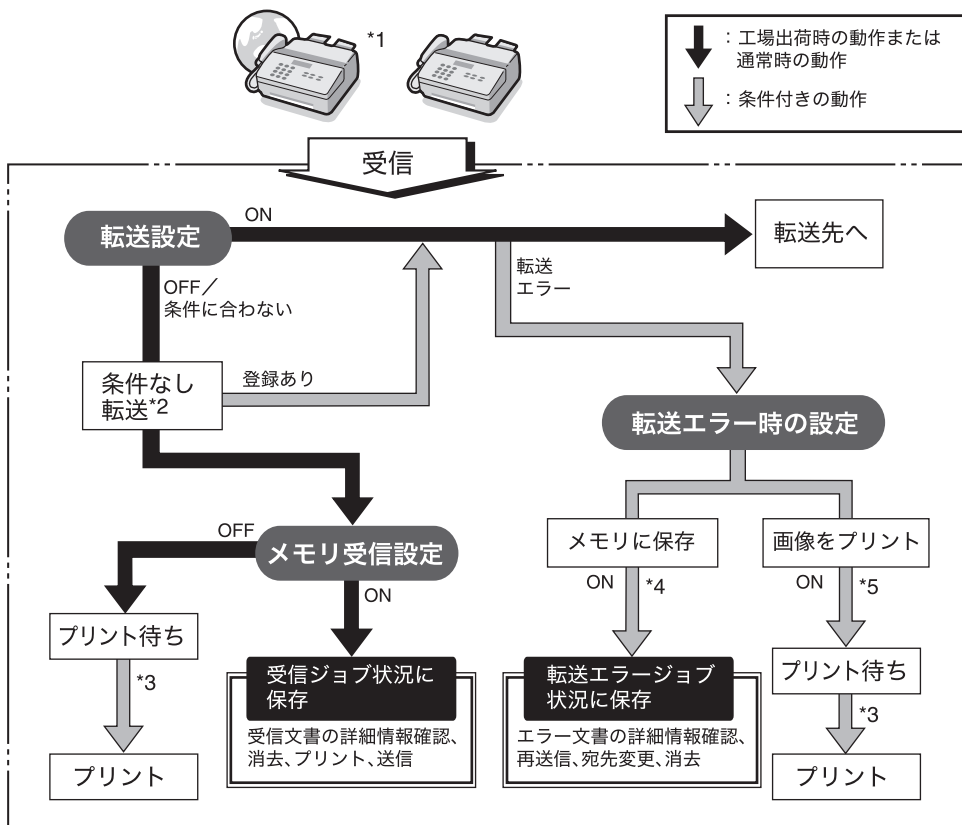 *1
：工場出荷時の動作または
通常時の動作
：条件付きの動作
受信
転送設定
ON
転送先へ
OFF／
条件に合わない
転送
エラー
条件なし
転送*2
登録あり
転送エラー時の設定
OFF
メモリ受信設定
ON
メモリに保存
画像をプリント
ON
*4
ON
*5
プリント待ち
*3
プリント
受信ジョブ状況に
保存
受信文書の詳細情報確認、
消去、プリント、送信
転送エラージョブ
状況に保存
エラー文書の詳細情報確認、
再送信、宛先変更、消去
プリント待ち
*3
プリント